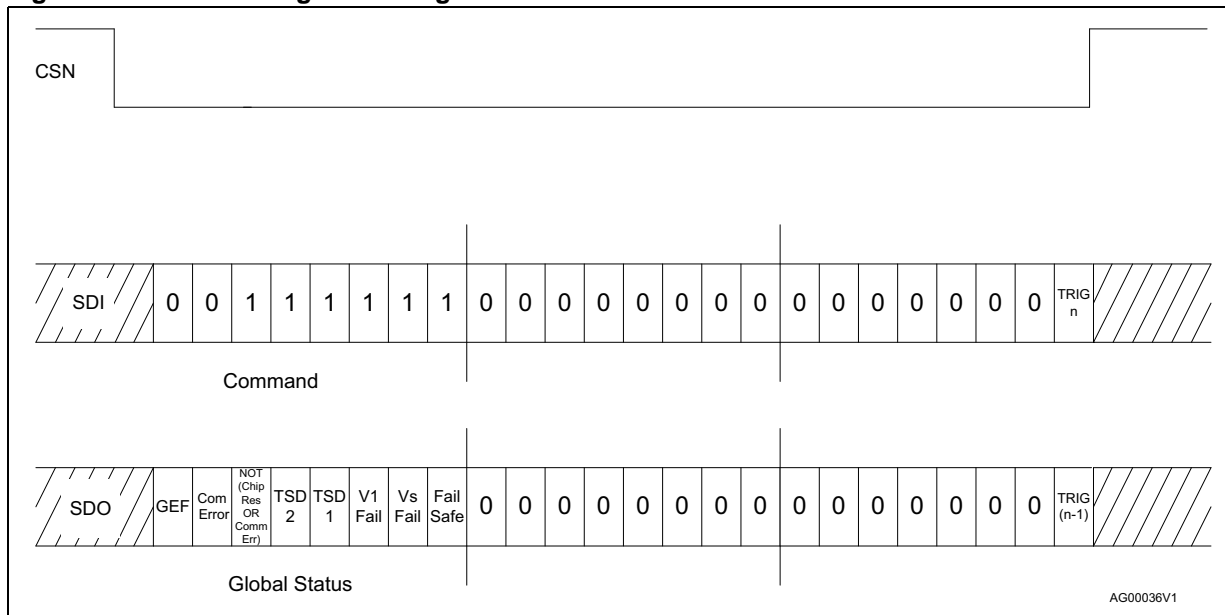 CSN
SDI 0 0 1 1 1 1 1 1 0 0 0 0 0 0 0 0 0 0 0 0 0 0 0 TRIG n
Command
SDO GEF Com Error NOT (Chip Res OR Comm Err) TSD 2 TSD 1 V1 Fail Vs Fail Fail Safe 0 0 0 0 0 0 0 0 0 0 0 0 0 0 0 TRIG (n-1)
Global Status
AG00036V1